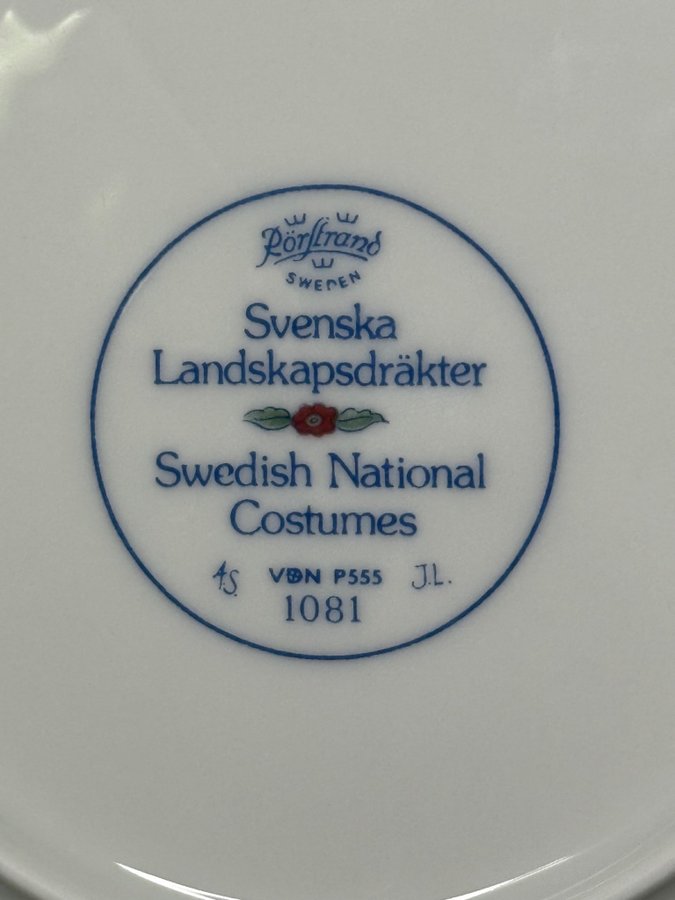 Rörstrand
SWEDEN
Svenska
Landskapsdräkter
Swedish National
Costumes
A.S. VDN P555 J.L.
1081